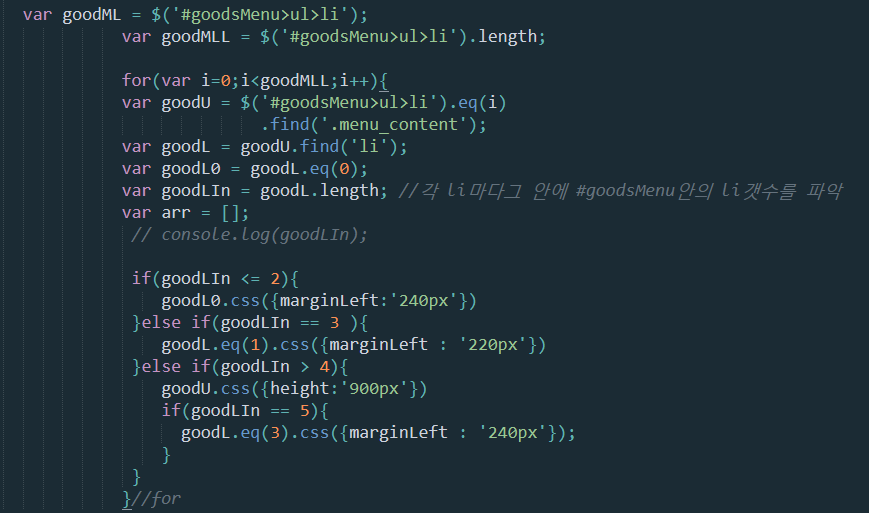 var goodML = $('#goodsMenu>ul>li');
var goodMLL = $('#goodsMenu>ul>li').length;
for(var i=0;i<goodMLL;i++){
var goodU = $('#goodsMenu>ul>li').eq(i)
.find('.menu_content');
var goodL = goodU.find('li');
var goodL0 = goodL.eq(0);
var goodLIn = goodL.length; //각 li마다그 안에 #goodsMenu안의 li갯수를 파악
var arr = [];
// console.log(goodLIn);
if(goodLIn <= 2){
goodL0.css({marginLeft:'240px'})
}else if(goodLIn == 3 ){
goodL.eq(1).css({marginLeft : '220px'})
}else if(goodLIn > 4){
goodU.css({height:'900px'})
if(goodLIn == 5){
goodL.eq(3).css({marginLeft : '240px'});
}
}
}//for